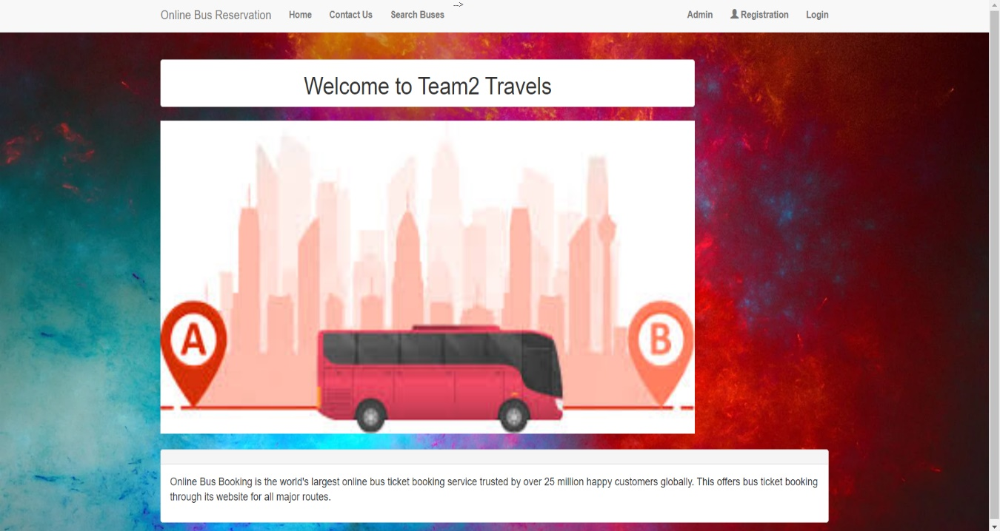 Online Bus Reservation Home Contact Us Search Buses --> Admin Registration Login
Welcome to Team2 Travels
A B
Online Bus Booking is the world's largest online bus ticket booking service trusted by over 25 million happy customers globally. This offers bus ticket booking
through its website for all major routes.